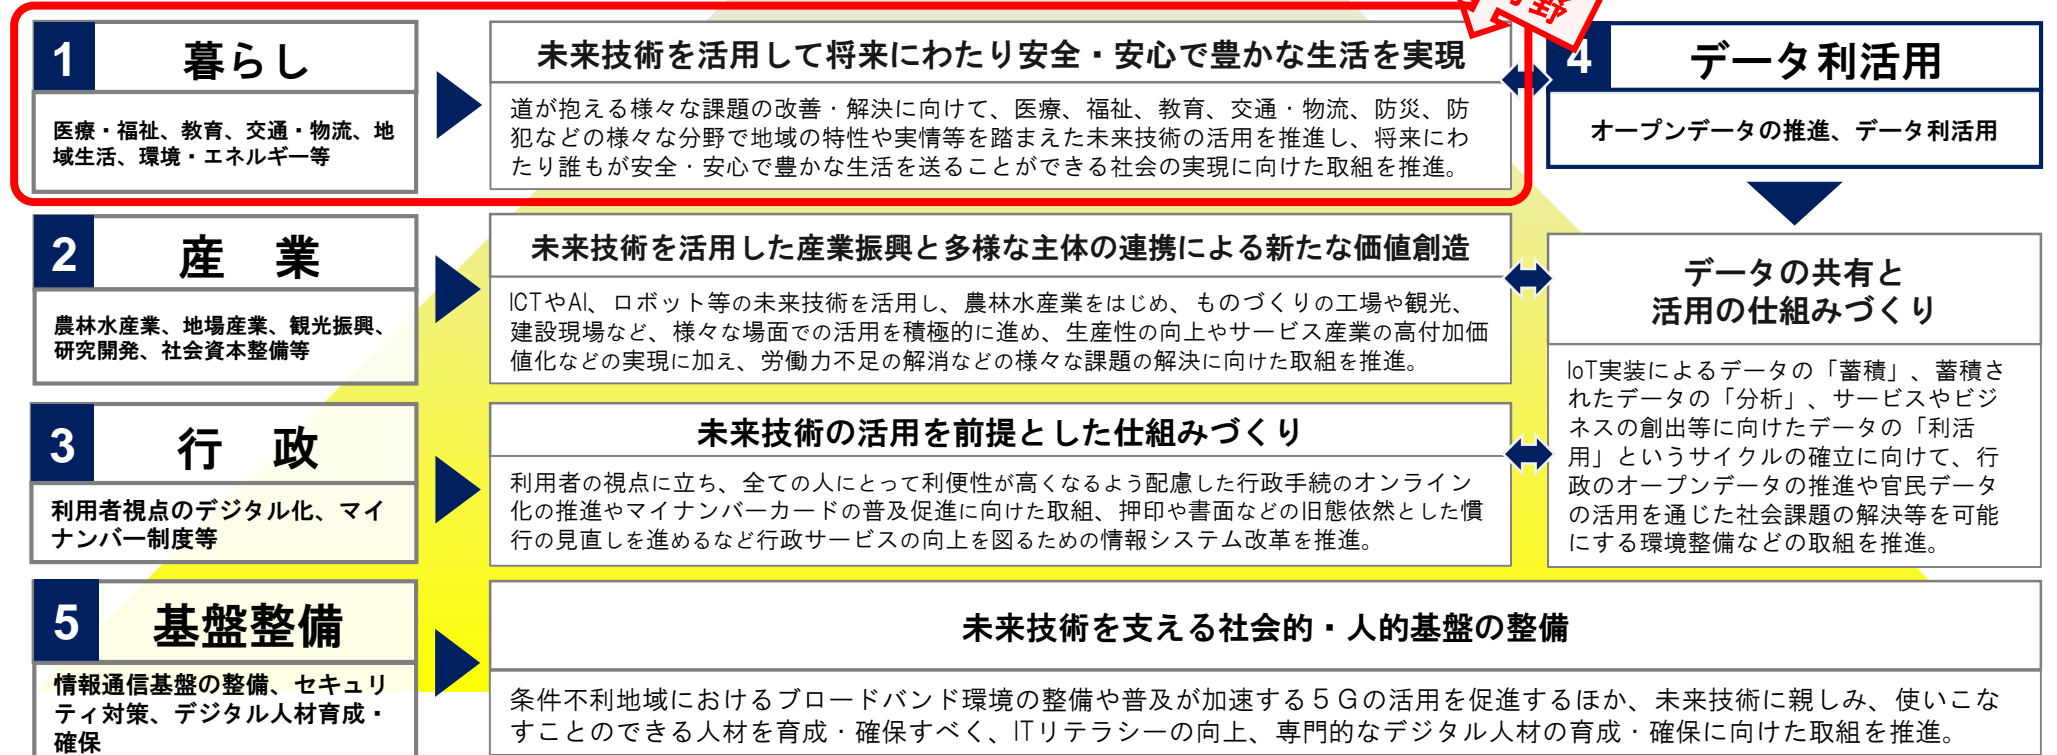 1 暮らし
医療・福祉、教育、交通・物流、地
域生活、環境・エネルギー等
未来技術を活用して将来にわたり安全・安心で豊かな生活を実現
道が抱える様々な課題の改善・解決に向けて、医療、福祉、教育、交通・物流、防災、防
犯などの様々な分野で地域の特性や実情等を踏まえた未来技術の活用を推進し、将来にわ
たり誰もが安全・安心で豊かな生活を送ることができる社会の実現に向けた取組を推進。
野
4 データ利活用
オープンデータの推進、データ利活用
2 産 業
農林水産業、地場産業、観光振興、
研究開発、社会資本整備等
未来技術を活用した産業振興と多様な主体の連携による新たな価値創造
ICTやAI、ロボット等の未来技術を活用し、農林水産業をはじめ、ものづくりの工場や観光、
建設現場など、様々な場面での活用を積極的に進め、生産性の向上やサービス産業の高付加価
値化などの実現に加え、労働力不足の解消などの様々な課題の解決に向けた取組を推進。
データの共有と
活用の仕組みづくり
IoT実装によるデータの「蓄積」、蓄積さ
れたデータの「分析」、サービスやビジ
ネスの創出等に向けたデータの「利活
用」というサイクルの確立に向けて、行
政のオープンデータの推進や官民データ
の活用を通じた社会課題の解決等を可能
にする環境整備などの取組を推進。
3 行 政
利用者視点のデジタル化、マイ
ナンバー制度等
未来技術の活用を前提とした仕組みづくり
利用者の視点に立ち、全ての人にとって利便性が高くなるよう配慮した行政手続のオンライン
化の推進やマイナンバーカードの普及促進に向けた取組、押印や書面などの旧態依然とした慣
行の見直しを進めるなど行政サービスの向上を図るための情報システム改革を推進。
5 基盤整備
情報通信基盤の整備、セキュリ
ティ対策、デジタル人材育成・
確保
未来技術を支える社会的・人的基盤の整備
条件不利地域におけるブロードバンド環境の整備や普及が加速する５Ｇの活用を促進するほか、未来技術に親しみ、使いこな
すことのできる人材を育成・確保すべく、ITリテラシーの向上、専門的なデジタル人材の育成・確保に向けた取組を推進。